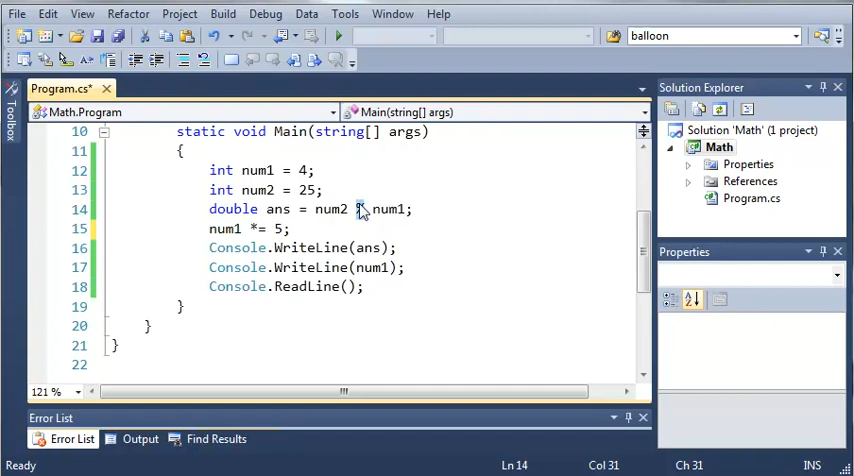 File Edit View Refactor Project Build Debug Data Tools Window Help
balloon
Program.cs*
Solution Explorer
Math.Program Main(string[] args)
Toolbox
10 static void Main(string[] args)
11 {
12 int num1 = 4;
13 int num2 = 25;
14 double ans = num2 num1;
15 num1 *= 5;
16 Console.WriteLine(ans);
17 Console.WriteLine(num1);
18 Console.ReadLine();
19 }
20 }
21 }
22
Solution 'Math' (1 project)
Math
Properties
References
Program.cs
Properties
121 %
Error List
Error List Output Find Results
Ready Ln 14 Col 31 Ch 31 INS